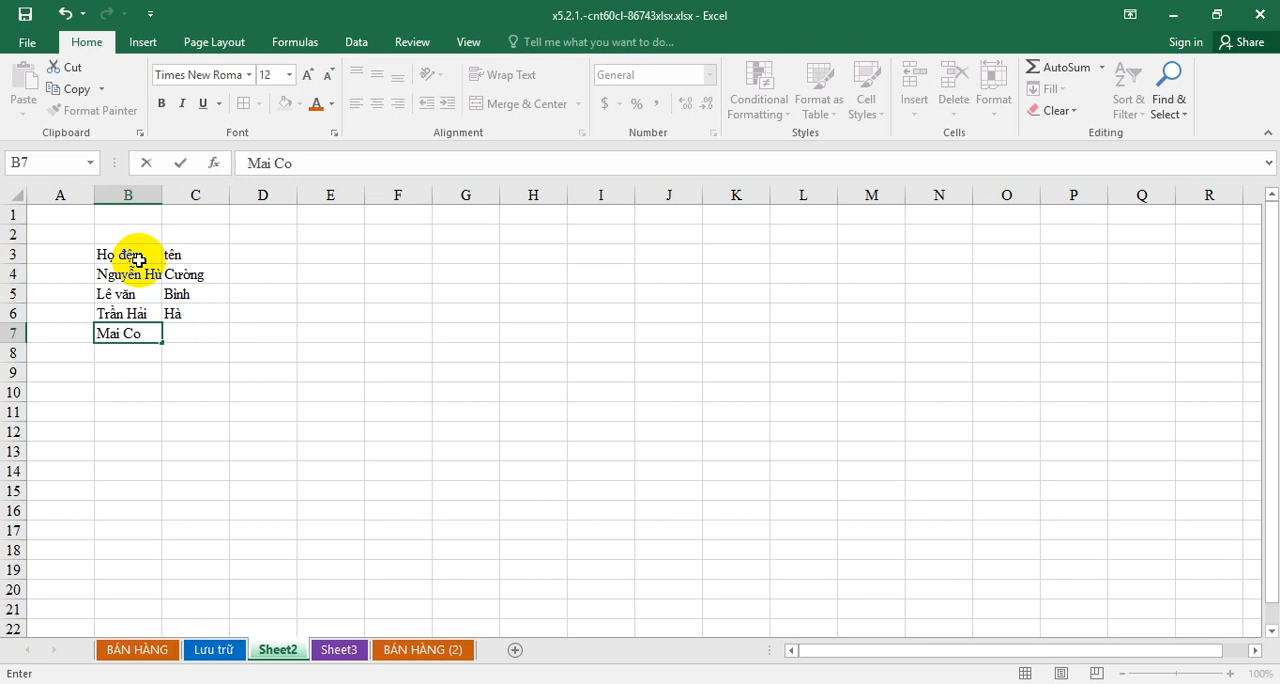 x5.2.1.-cnt60cl-86743xlsx.xlsx - Excel
File Home Insert Page Layout Formulas Data Review View Tell me what you want to do... Sign in Share
Paste Cut Copy Format Painter Clipboard
Times New Roma 12 B I U A Font
Wrap Text Merge & Center Alignment
General $ % , Number
Conditional Formatting Format as Table Cell Styles Styles
Insert Delete Format Cells
AutoSum Fill Clear Sort & Filter Find & Select Editing
B7 fx Mai Co
A B C D E F G H I J K L M N O P Q R
1
2
3 Họ đệm tên
4 Nguyễn Hù Cường
5 Lê văn Bình
6 Trần Hải Hà
7 Mai Co
8
9
10
11
12
13
14
15
16
17
18
19
20
21
22
BÁN HÀNG Lưu trữ Sheet2 Sheet3 BÁN HÀNG (2)
Enter 100%